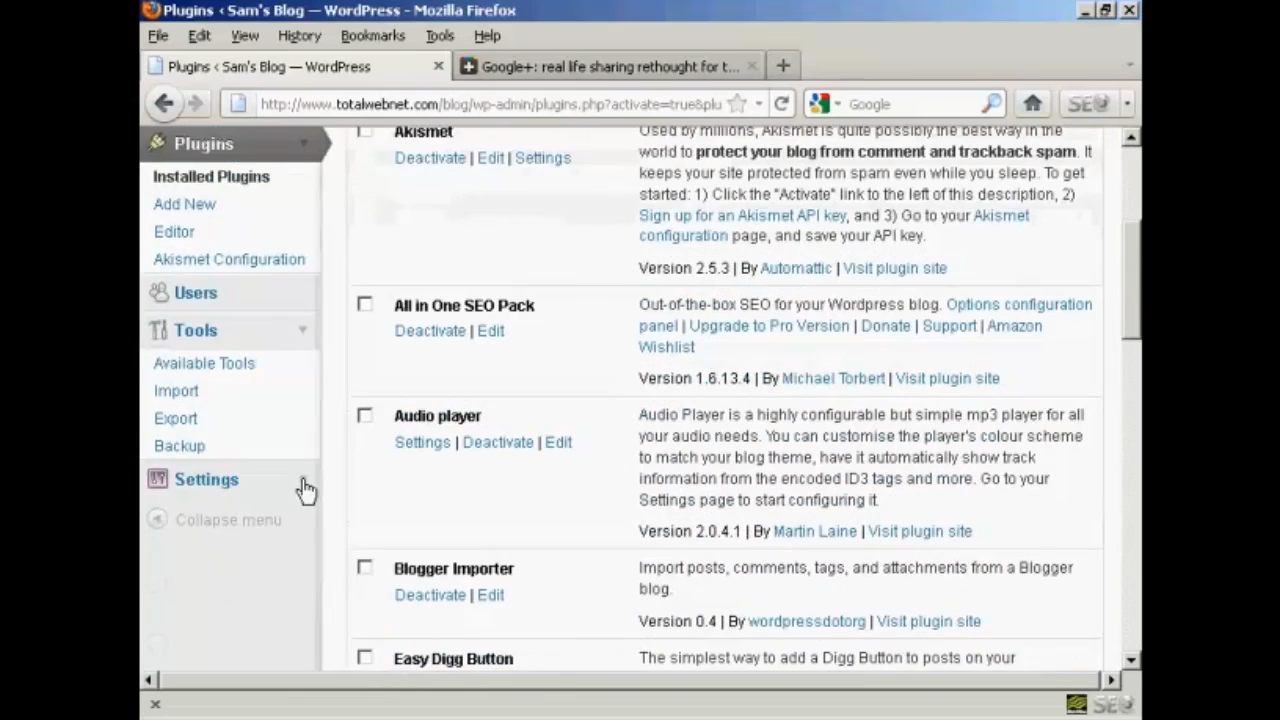 Plugins ‹ Sam's Blog — WordPress - Mozilla Firefox
File Edit View History Bookmarks Tools Help
Plugins ‹ Sam's Blog — WordPress
Google+: real life sharing rethought for t...
http://www.totalwebnet.com/blog/wp-admin/plugins.php?activate=true&plu
Google
SEO
Plugins
Installed Plugins
Add New
Editor
Akismet Configuration
Users
Tools
Available Tools
Import
Export
Backup
Settings
Collapse menu
Akismet
Deactivate | Edit | Settings
Used by millions, Akismet is quite possibly the best way in the
world to protect your blog from comment and trackback spam. It
keeps your site protected from spam even while you sleep. To get
started: 1) Click the "Activate" link to the left of this description, 2)
Sign up for an Akismet API key, and 3) Go to your Akismet
configuration page, and save your API key.
Version 2.5.3 | By Automattic | Visit plugin site
All in One SEO Pack
Deactivate | Edit
Out-of-the-box SEO for your Wordpress blog. Options configuration
panel | Upgrade to Pro Version | Donate | Support | Amazon
Wishlist
Version 1.6.13.4 | By Michael Torbert | Visit plugin site
Audio player
Settings | Deactivate | Edit
Audio Player is a highly configurable but simple mp3 player for all
your audio needs. You can customise the player's colour scheme
to match your blog theme, have it automatically show track
information from the encoded ID3 tags and more. Go to your
Settings page to start configuring it.
Version 2.0.4.1 | By Martin Laine | Visit plugin site
Blogger Importer
Deactivate | Edit
Import posts, comments, tags, and attachments from a Blogger
blog.
Version 0.4 | By wordpressdotorg | Visit plugin site
Easy Digg Button
The simplest way to add a Digg Button to posts on your
SEO